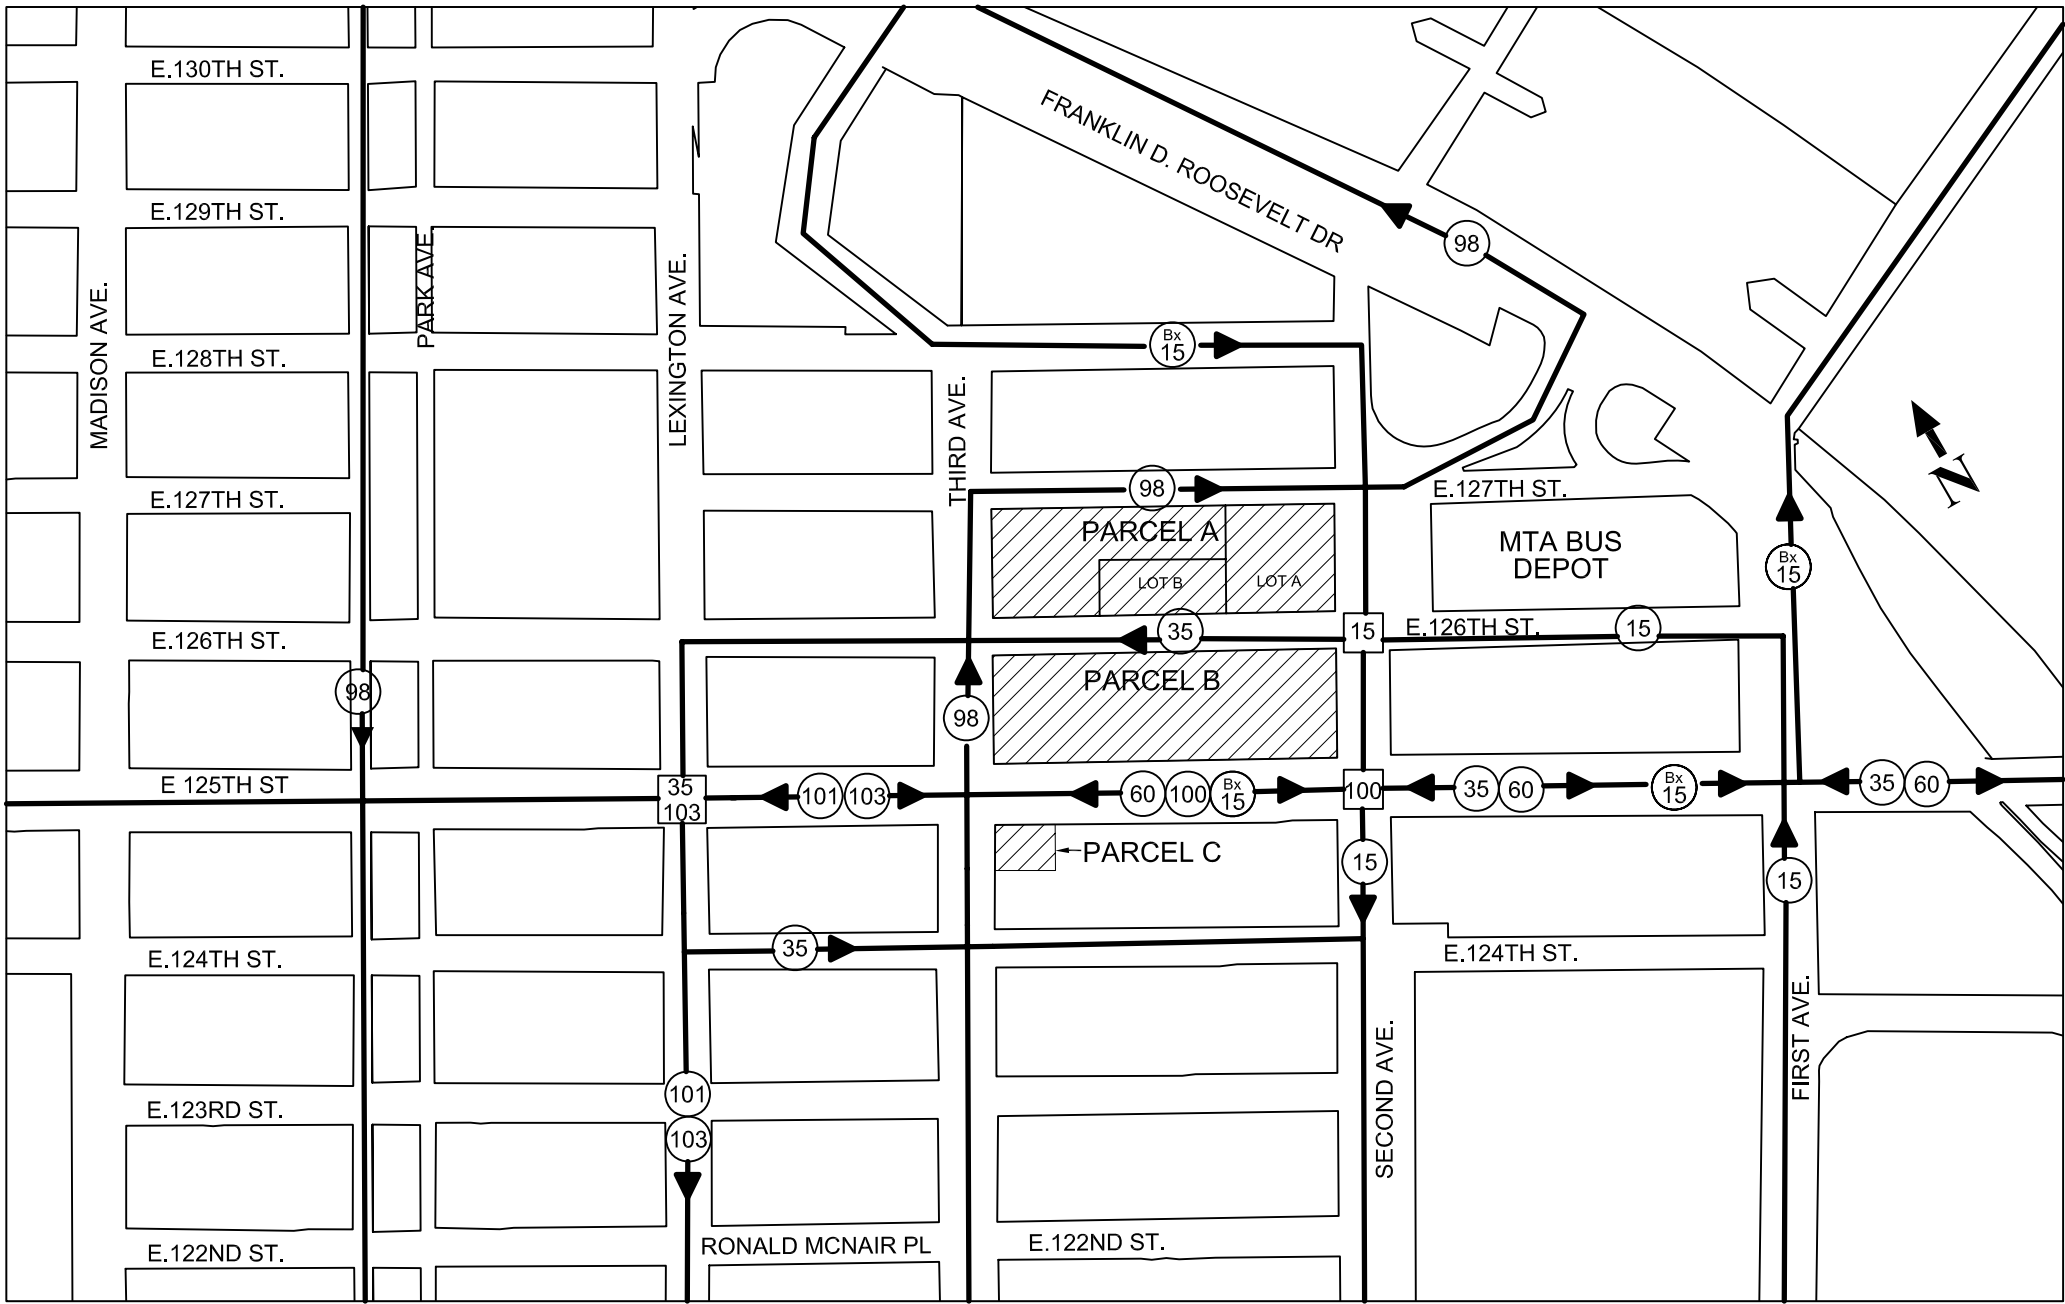 E.130TH ST.
FRANKLIN D. ROOSEVELT DR
E.129TH ST.
98
PARK AVE.
MADISON AVE.
LEXINGTON AVE.
E.128TH ST.
Bx
15
THIRD AVE.
E.127TH ST.
98
E.127TH ST.
N
PARCEL A
LOT B
LOT A
MTA BUS
DEPOT
Bx
15
E.126TH ST.
35
15
E.126TH ST.
15
98
98
PARCEL B
E 125TH ST
35
103
101
103
60
100
Bx
15
100
35
60
Bx
15
35
60
PARCEL C
15
15
35
E.124TH ST.
E.124TH ST.
FIRST AVE.
SECOND AVE.
101
103
E.123RD ST.
E.122ND ST.
RONALD MCNAIR PL
E.122ND ST.